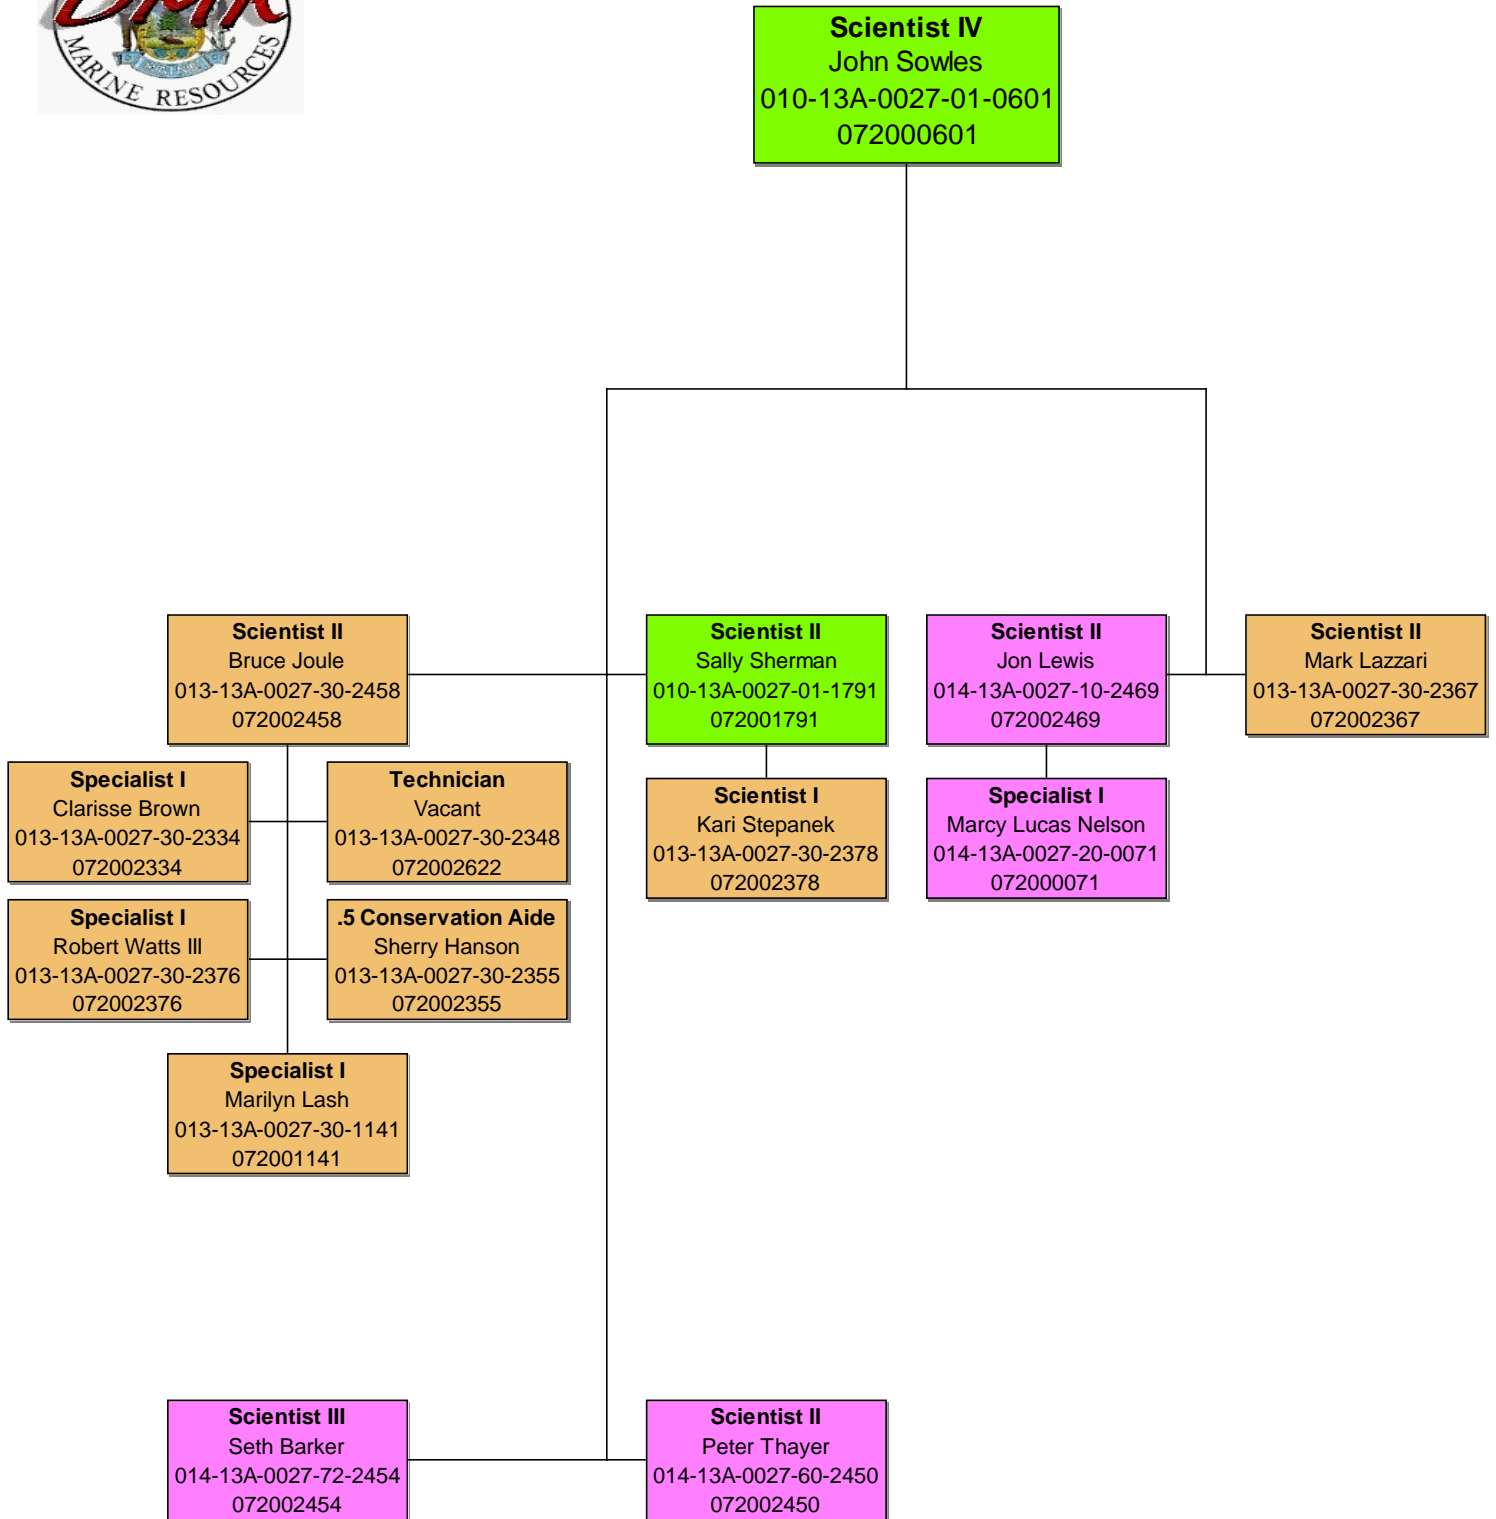 DMR
MARINE RESOURCES
Scientist IV
John Sowles
010-13A-0027-01-0601
072000601
Scientist II
Bruce Joule
013-13A-0027-30-2458
072002458
Scientist II
Sally Sherman
010-13A-0027-01-1791
072001791
Scientist II
Jon Lewis
014-13A-0027-10-2469
072002469
Scientist II
Mark Lazzari
013-13A-0027-30-2367
072002367
Specialist I
Clarisse Brown
013-13A-0027-30-2334
072002334
Technician
Vacant
013-13A-0027-30-2348
072002622
Scientist I
Kari Stepanek
013-13A-0027-30-2378
072002378
Specialist I
Marcy Lucas Nelson
014-13A-0027-20-0071
072000071
Specialist I
Robert Watts III
013-13A-0027-30-2376
072002376
.5 Conservation Aide
Sherry Hanson
013-13A-0027-30-2355
072002355
Specialist I
Marilyn Lash
013-13A-0027-30-1141
072001141
Scientist III
Seth Barker
014-13A-0027-72-2454
072002454
Scientist II
Peter Thayer
014-13A-0027-60-2450
072002450